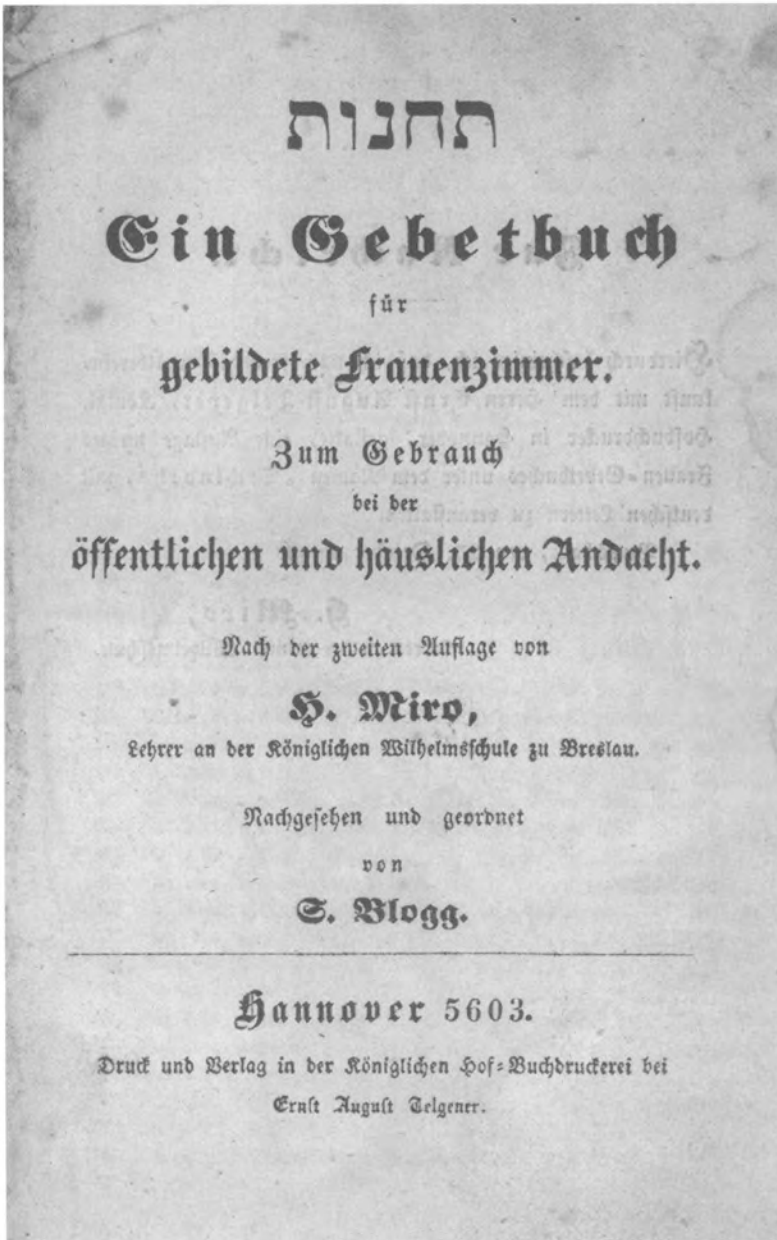 תחנות
Ein Gebetbuch
für
gebildete Frauenzimmer.
Zum Gebrauch
bei der
öffentlichen und häuslichen Andacht.
Nach der zweiten Auflage von
H. Miro,
Lehrer an der Königlichen Wilhelmsschule zu Breslau.
Nachgesehen und geordnet
von
S. Blogg.
Hannover 5603.
Druck und Verlag in der Königlichen Hof-Buchdruckerei bei
Ernst August Telgener.